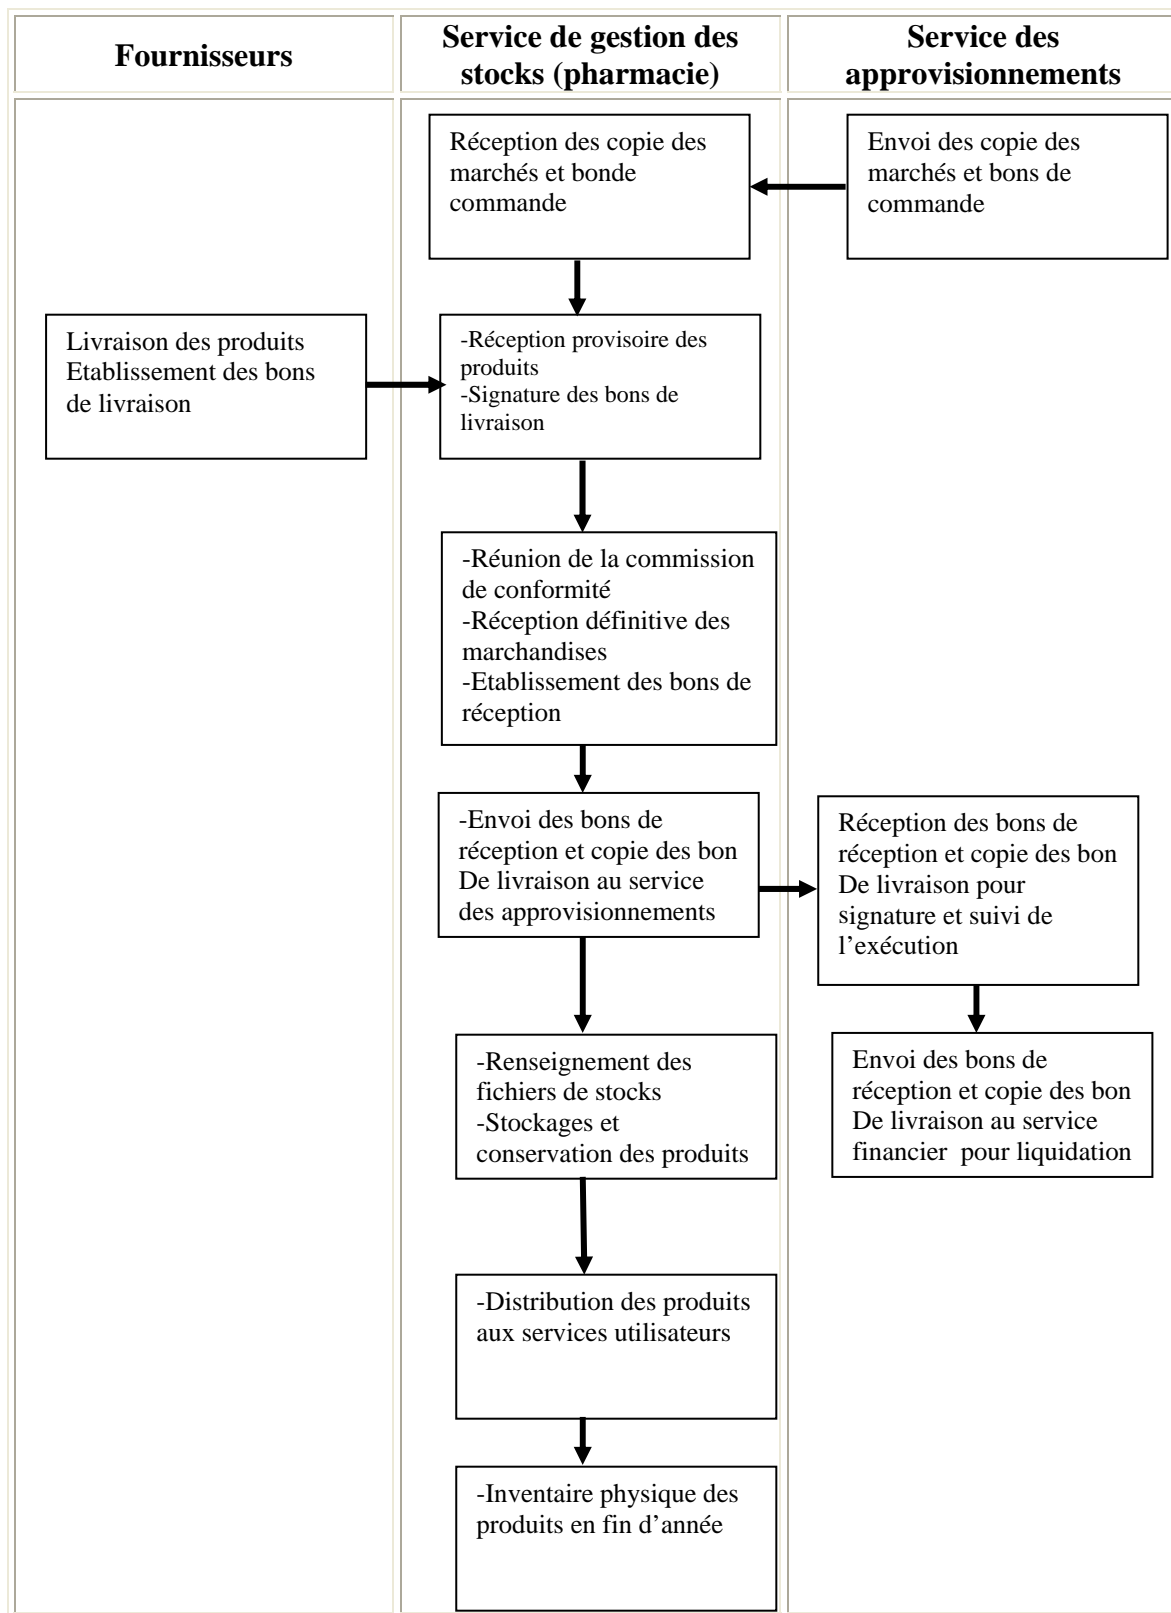 Fournisseurs
Service de gestion des
stocks (pharmacie)
Service des
approvisionnements
Réception des copie des
marchés et bonde
commande
Envoi des copie des
marchés et bons de
commande
Livraison des produits
Etablissement des bons
de livraison
-Réception provisoire des
produits
-Signature des bons de
livraison
-Réunion de la commission
de conformité
-Réception définitive des
marchandises
-Etablissement des bons de
réception
-Envoi des bons de
réception et copie des bon
De livraison au service
des approvisionnements
Réception des bons de
réception et copie des bon
De livraison pour
signature et suivi de
l’exécution
-Renseignement des
fichiers de stocks
-Stockages et
conservation des produits
Envoi des bons de
réception et copie des bon
De livraison au service
financier  pour liquidation
-Distribution des produits
aux services utilisateurs
-Inventaire physique des
produits en fin d’année